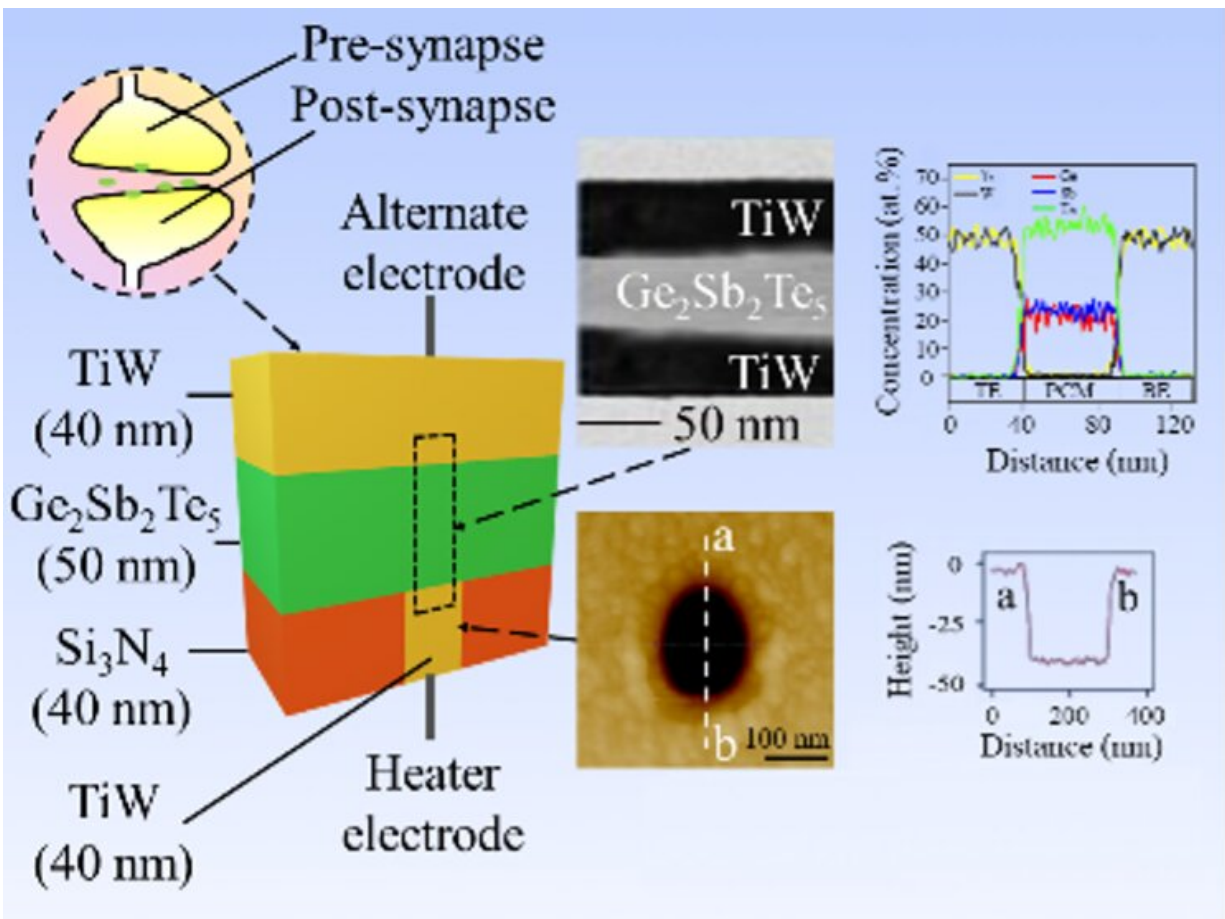 Pre-synapse
Post-synapse
Alternate
electrode
TiW
(40 nm)
Ge₂Sb₂Te₅
(50 nm)
Si₃N₄
(40 nm)
TiW
(40 nm)
Heater
electrode
TiW
Ge₂Sb₂Te₅
TiW
50 nm
a
b
100 nm
Concentration (at.%)
70
60
50
40
30
20
10
0
TE
PCM
BE
0
40
80
120
Distance (nm)
Height (nm)
0
-25
-50
a
b
0
200
400
Distance (nm)